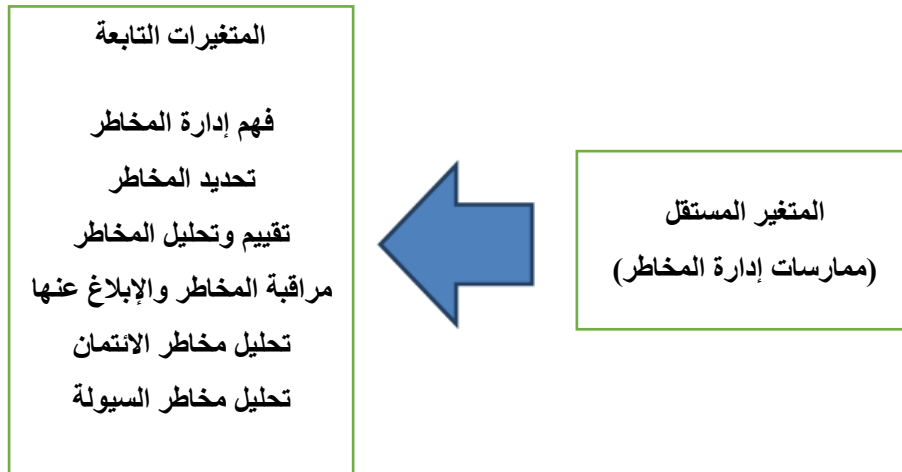 المتغيرات التابعة
فهم إدارة المخاطر
تحديد المخاطر
تقييم وتحليل المخاطر
مراقبة المخاطر والإبلاغ عنها
تحليل مخاطر الائتمان
تحليل مخاطر السيولة
المتغير المستقل
(ممارسات إدارة المخاطر)